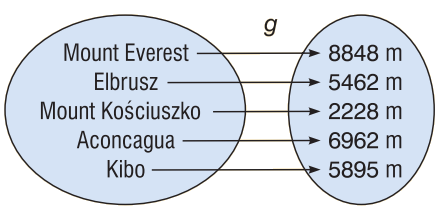 g
Mount Everest 8848 m
Elbrusz 5462 m
Mount Kościuszko 2228 m
Aconcagua 6962 m
Kibo 5895 m